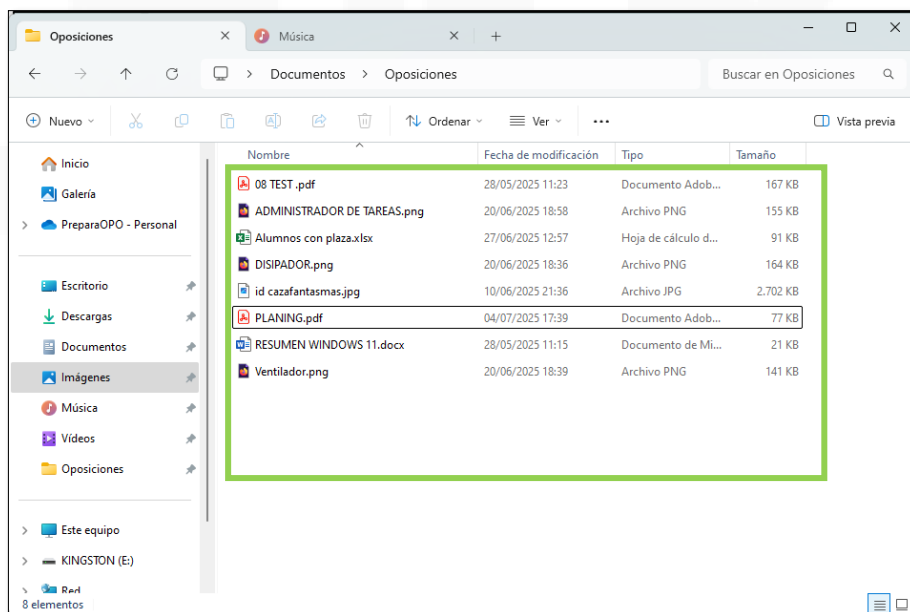 Oposiciones
Música
Documentos > Oposiciones
Buscar en Oposiciones
Nuevo
Ordenar
Ver
Vista previa
Nombre Fecha de modificación Tipo Tamaño
Inicio
Galería
PreparaOPO - Personal
Escritorio
Descargas
Documentos
Imágenes
Música
Vídeos
Oposiciones
Este equipo
KINGSTON (E:)
Red
08 TEST .pdf 28/05/2025 11:23 Documento Adob... 167 KB
ADMINISTRADOR DE TAREAS.png 20/06/2025 18:58 Archivo PNG 155 KB
Alumnos con plaza.xlsx 27/06/2025 12:57 Hoja de cálculo d... 91 KB
DISIPADOR.png 20/06/2025 18:36 Archivo PNG 164 KB
id cazafantasmas.jpg 10/06/2025 21:36 Archivo JPG 2.702 KB
PLANING.pdf 04/07/2025 17:39 Documento Adob... 77 KB
RESUMEN WINDOWS 11.docx 28/05/2025 11:15 Documento de Mi... 21 KB
Ventilador.png 20/06/2025 18:39 Archivo PNG 141 KB
8 elementos